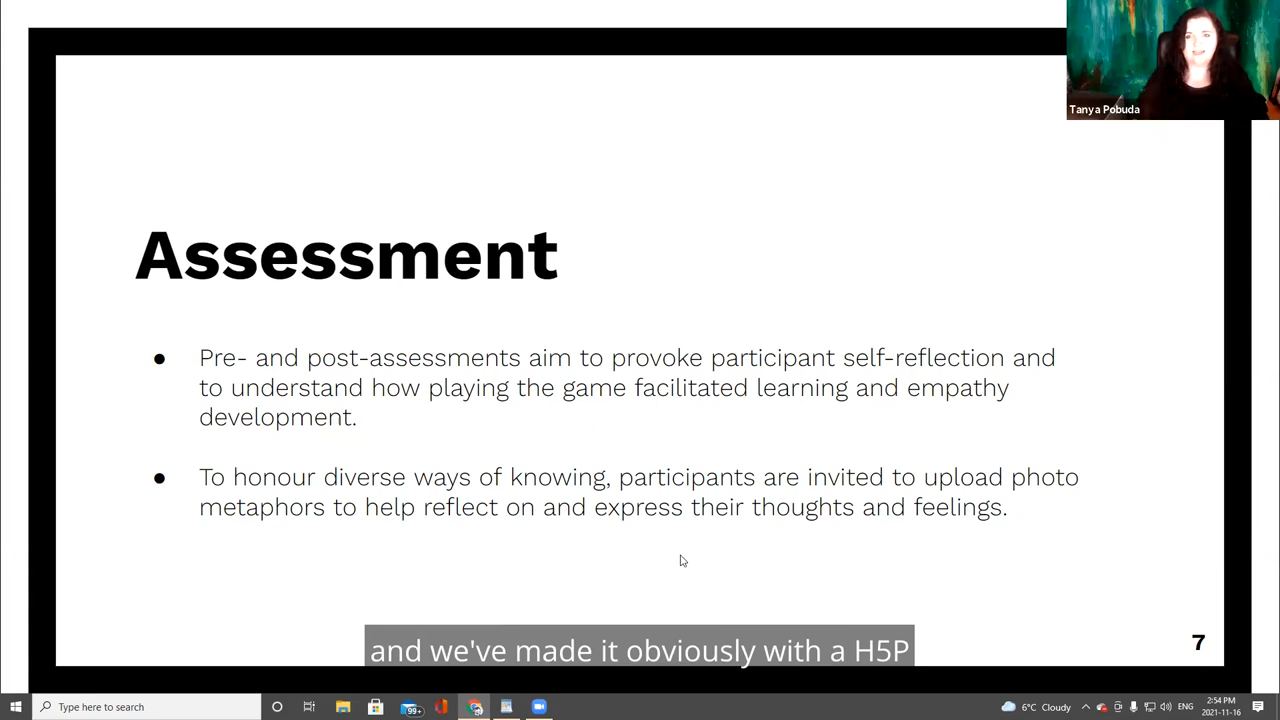 Tanya Pobuda
Assessment
● Pre- and post-assessments aim to provoke participant self-reflection and
to understand how playing the game facilitated learning and empathy
development.
● To honour diverse ways of knowing, participants are invited to upload photo
metaphors to help reflect on and express their thoughts and feelings.
7
and we've made it obviously with a H5P
Type here to search
99+
6°C Cloudy
ENG
2:54 PM
2021-11-16